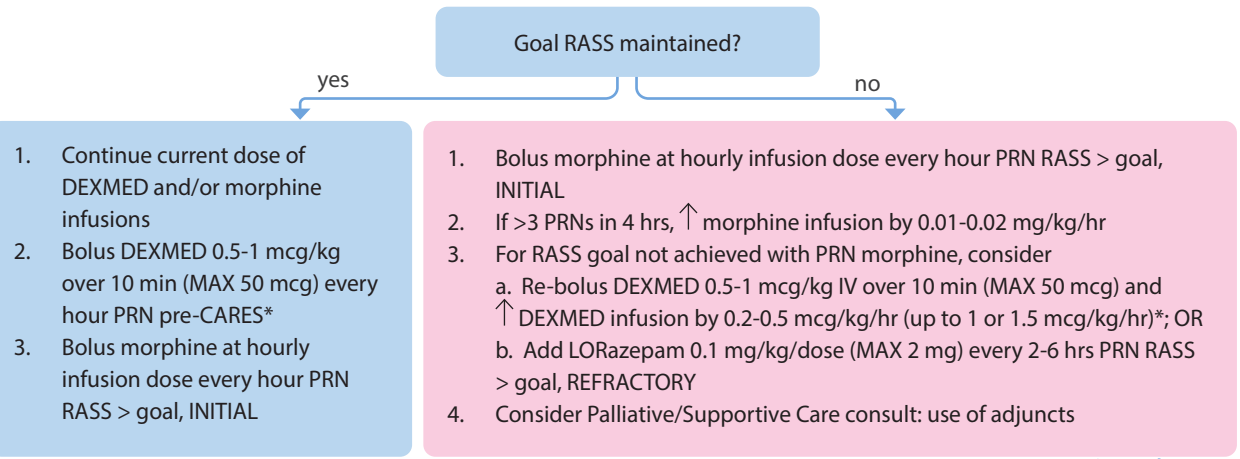 Goal RASS maintained?
yes
no
1. Continue current dose of
DEXMED and/or morphine
infusions
2. Bolus DEXMED 0.5-1 mcg/kg
over 10 min (MAX 50 mcg) every
hour PRN pre-CARES*
3. Bolus morphine at hourly
infusion dose every hour PRN
RASS > goal, INITIAL
1. Bolus morphine at hourly infusion dose every hour PRN RASS > goal,
INITIAL
2. If >3 PRNs in 4 hrs, ↑ morphine infusion by 0.01-0.02 mg/kg/hr
3. For RASS goal not achieved with PRN morphine, consider
a. Re-bolus DEXMED 0.5-1 mcg/kg IV over 10 min (MAX 50 mcg) and
↑ DEXMED infusion by 0.2-0.5 mcg/kg/hr (up to 1 or 1.5 mcg/kg/hr)*; OR
b. Add LORazepam 0.1 mg/kg/dose (MAX 2 mg) every 2-6 hrs PRN RASS
> goal, REFRACTORY
4. Consider Palliative/Supportive Care consult: use of adjuncts